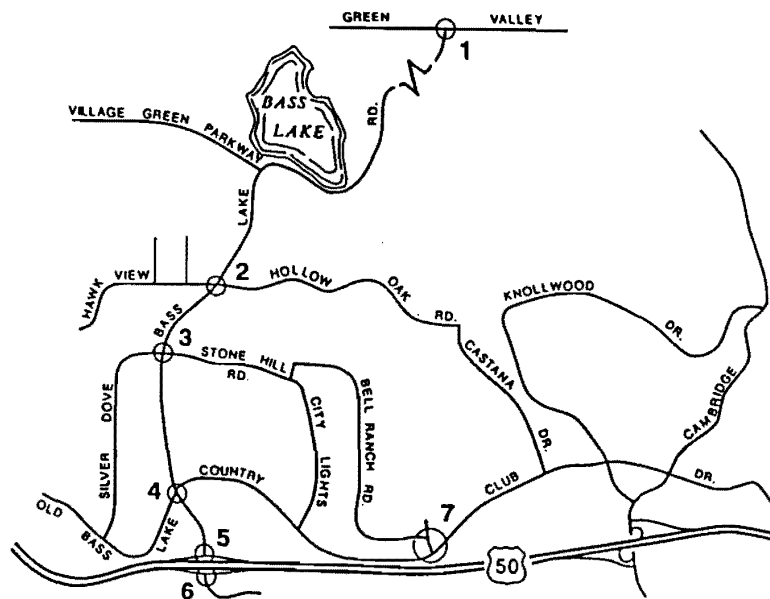 GREEN VALLEY
1
BASS
LAKE
RD.
VILLAGE GREEN PARKWAY
LAKE
HAWK VIEW
2
HOLLOW OAK RD.
KNOLLWOOD DR.
BASS
3
STONE HILL
RD.
CASTANA DR.
CAMBRIDGE
SILVER DOVE
CITY LIGHTS
BELL RANCH RD.
4
COUNTRY CLUB DR.
7
OLD BASS LAKE
5
50
6